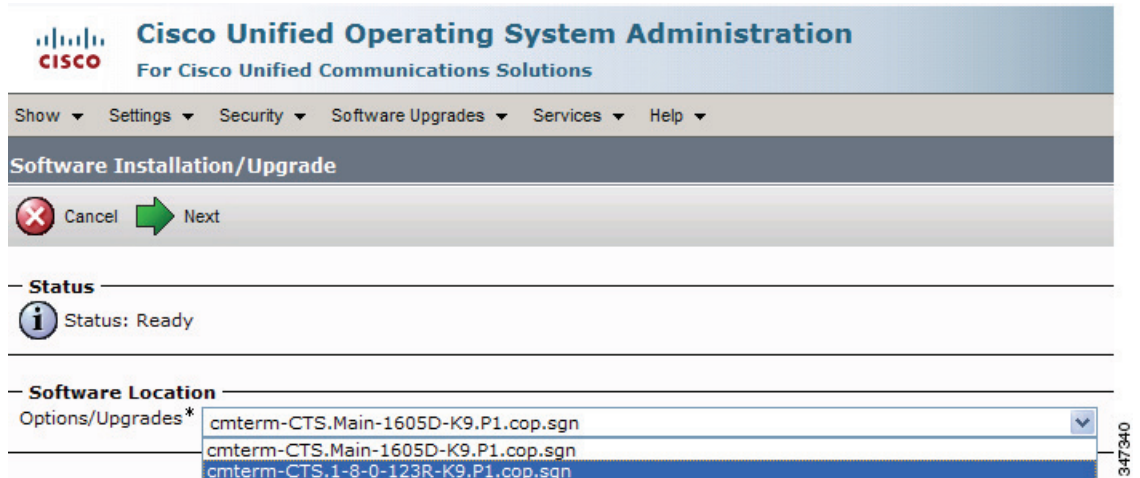 Cisco Unified Operating System Administration
CISCO
For Cisco Unified Communications Solutions
Show Settings Security Software Upgrades Services Help
Software Installation/Upgrade
Cancel Next
Status
i Status: Ready
Software Location
Options/Upgrades* cmterm-CTS.Main-1605D-K9.P1.cop.sgn
cmterm-CTS.Main-1605D-K9.P1.cop.sgn
cmterm-CTS.1-8-0-123R-K9.P1.cop.sgn
347340